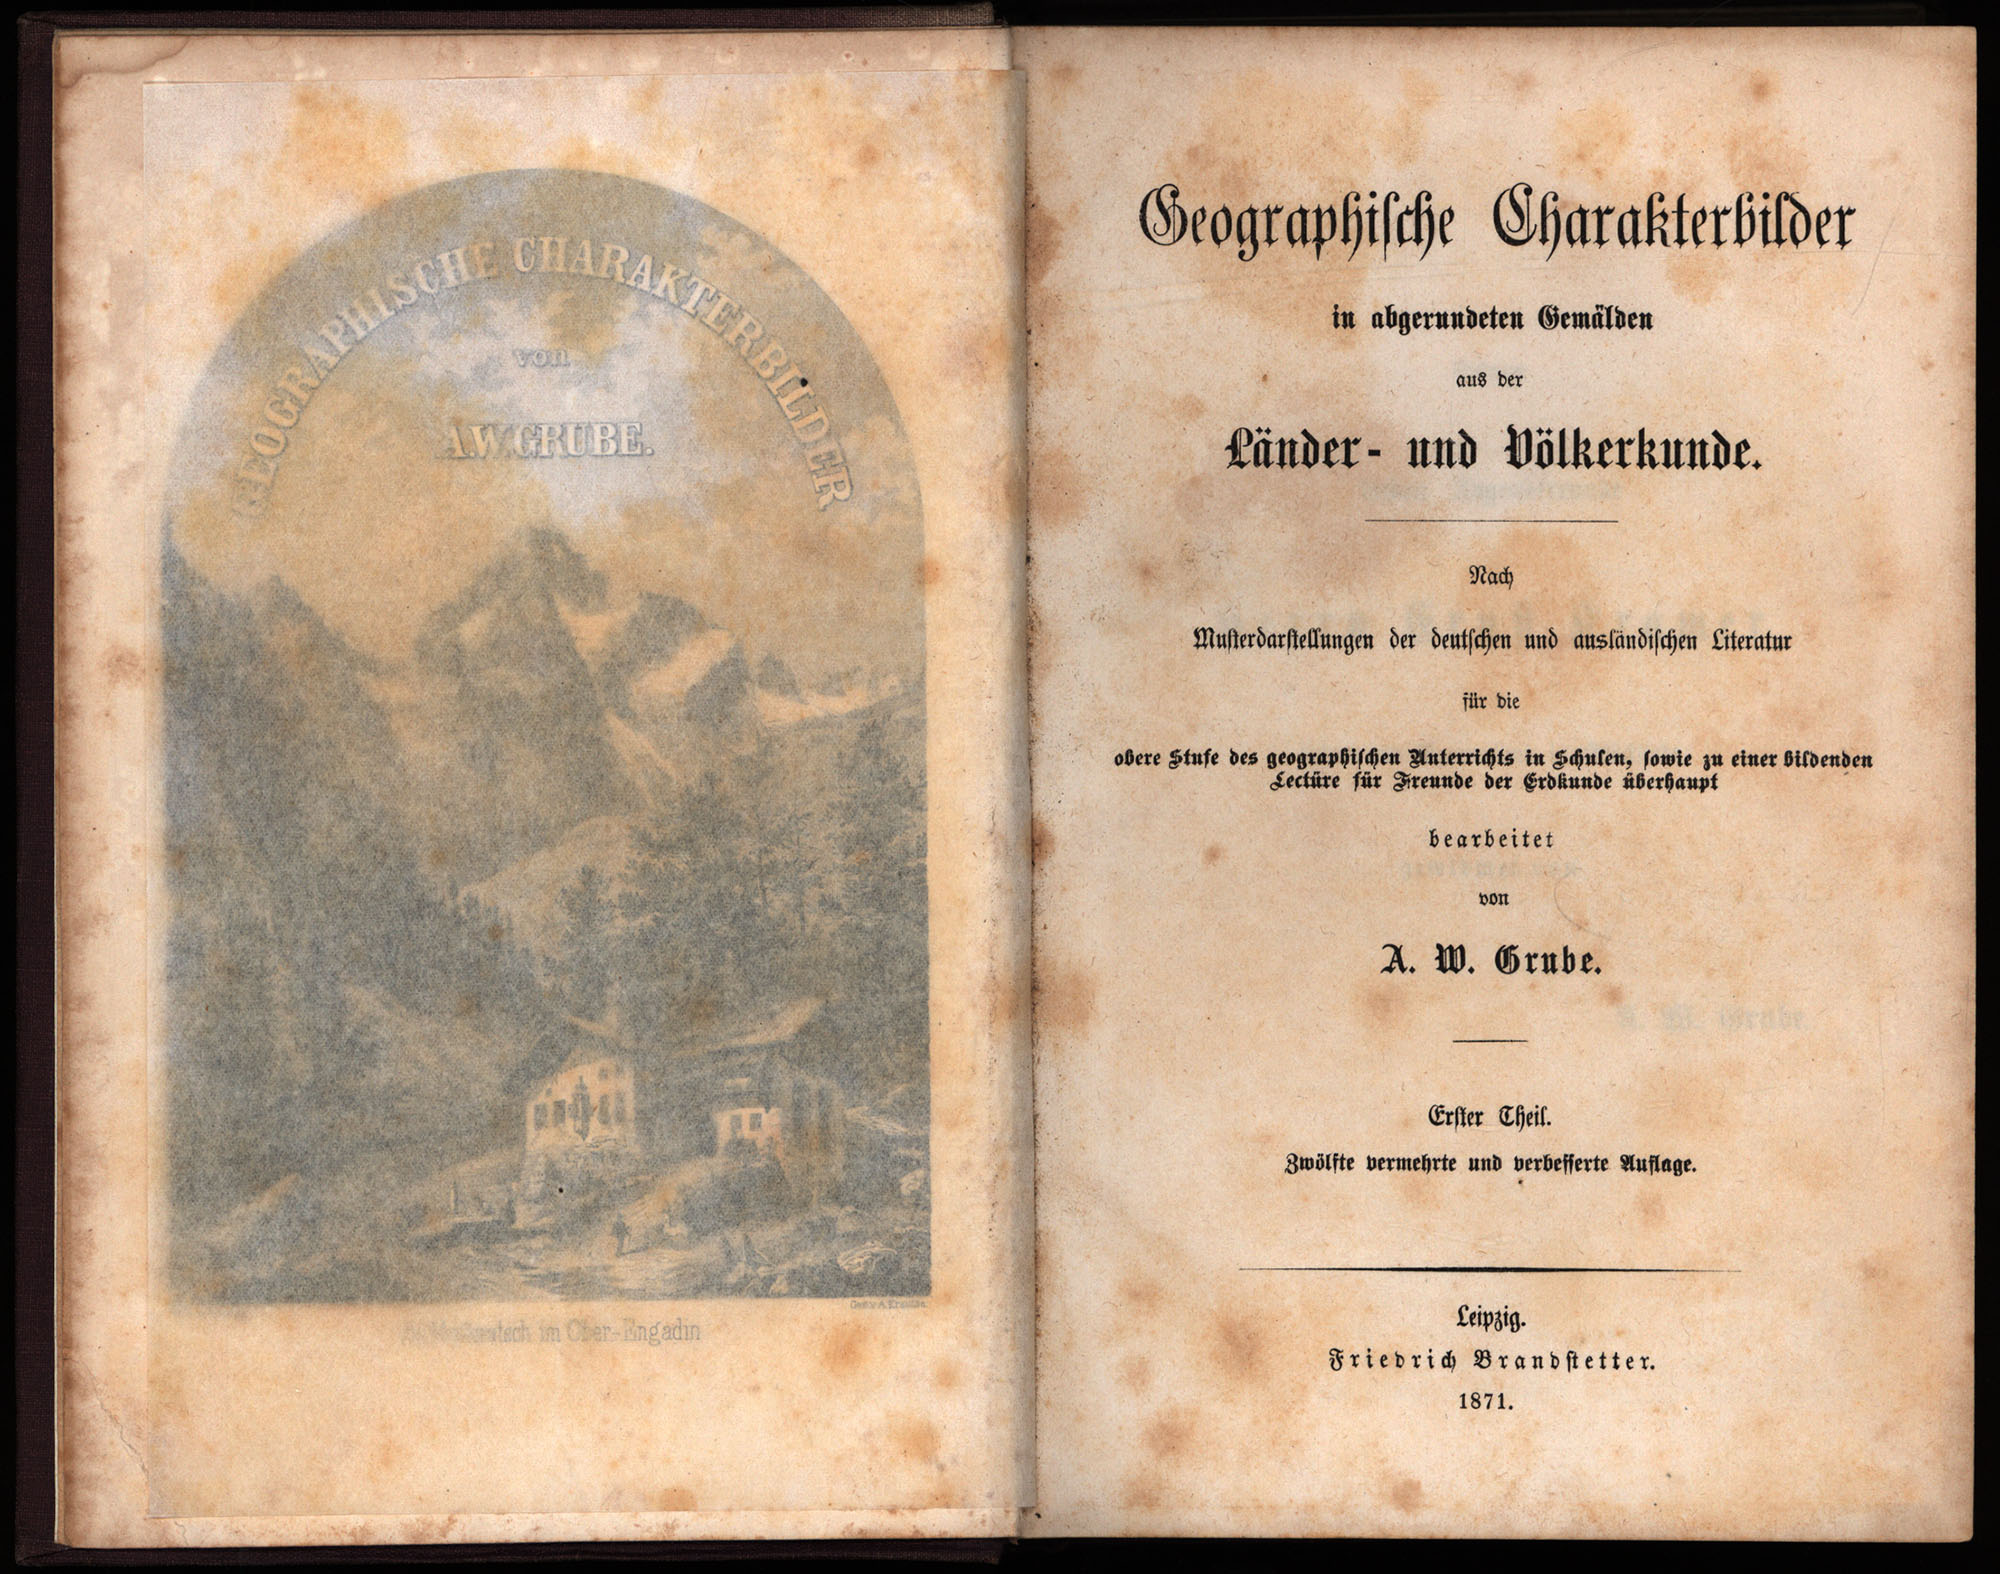 GEOGRAPHISCHE CHARAKTERBILDER
von
A.W. GRUBE.
im Ober-Engadin
Geographische Charakterbilder
in abgerundeten Gemälden
aus der
Länder- und Völkerkunde.
Nach
Musterdarstellungen der deutschen und ausländischen Literatur
für die
obere Stufe des geographischen Unterrichts in Schulen, sowie zu einer bildenden
Lectüre für Freunde der Erdkunde überhaupt
bearbeitet
von
A. W. Grube.
Erster Theil.
Zwölfte vermehrte und verbesserte Auflage.
Leipzig.
Friedrich Brandstetter.
1871.